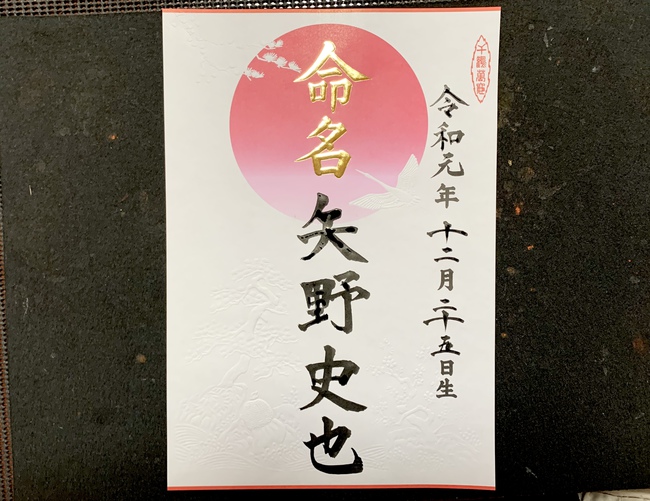 令和元年 十二月二十五日生
命名 矢野史也